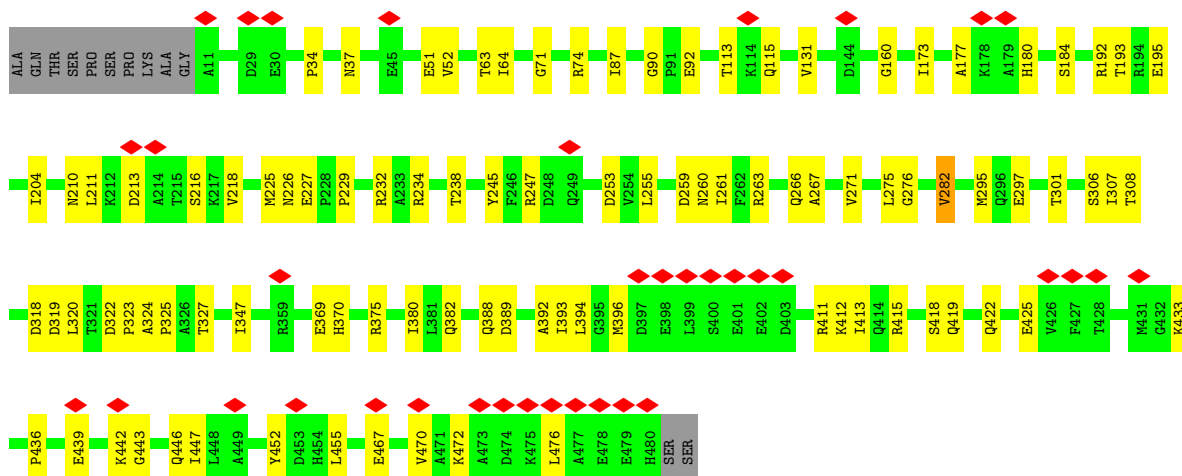 ALA GLN THR SER PRO SER PRO LYS ALA GLY A11 D29 E30 P34 N37 E45 E51 V52 T63 I64 G71 R74 I87 G90 P91 E92 T113 K114 Q115 V131 D144 G160 I173 A177 K178 A179 H180 S184 R192 T193 R194 E195
I204 N210 L211 K212 D213 A214 T215 S216 K217 V218 M225 N226 E227 P228 P229 R232 A233 R234 T238 Y245 F246 R247 D248 Q249 D253 V254 L255 D259 N260 I261 F262 R263 Q266 A267 V271 L275 G276 V282 M295 Q296 E297 T301 S306 I307 T308
D318 D319 L320 T321 D322 P323 A324 P325 A326 T327 I347 R359 E369 H370 R375 I380 L381 Q382 Q388 D389 A392 I393 L394 G395 M396 D397 E398 L399 S400 E401 E402 D403 R411 K412 I413 Q414 R415 S418 Q419 Q422 E425 V426 F427 T428 M431 G432 K433
P436 E439 K442 G443 Q446 I447 L448 A449 Y452 D453 H454 L455 E467 V470 A471 K472 A473 D474 K475 L476 A477 E478 E479 H480 SER SER